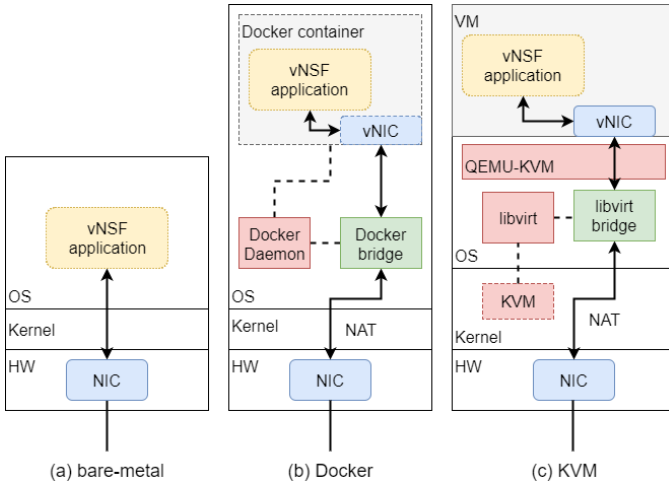 vNSF
application
OS
Kernel
HW
NIC
(a) bare-metal
Docker container
vNSF
application
vNIC
Docker
Daemon
Docker
bridge
OS
Kernel
NAT
HW
NIC
(b) Docker
VM
vNSF
application
vNIC
QEMU-KVM
libvirt
libvirt
bridge
OS
KVM
NAT
Kernel
HW
NIC
(c) KVM